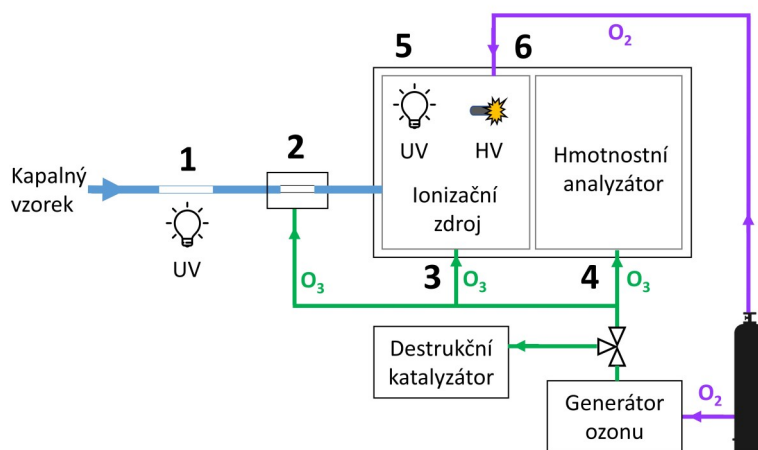 O₂
5
6
1
2
UV
HV
Kapalný
vzorek
Hmotnostní
analyzátor
Ionizační
zdroj
UV
3
4
O₃
O₃
O₃
Destrukční
katalyzátor
O₂
Generátor
ozonu